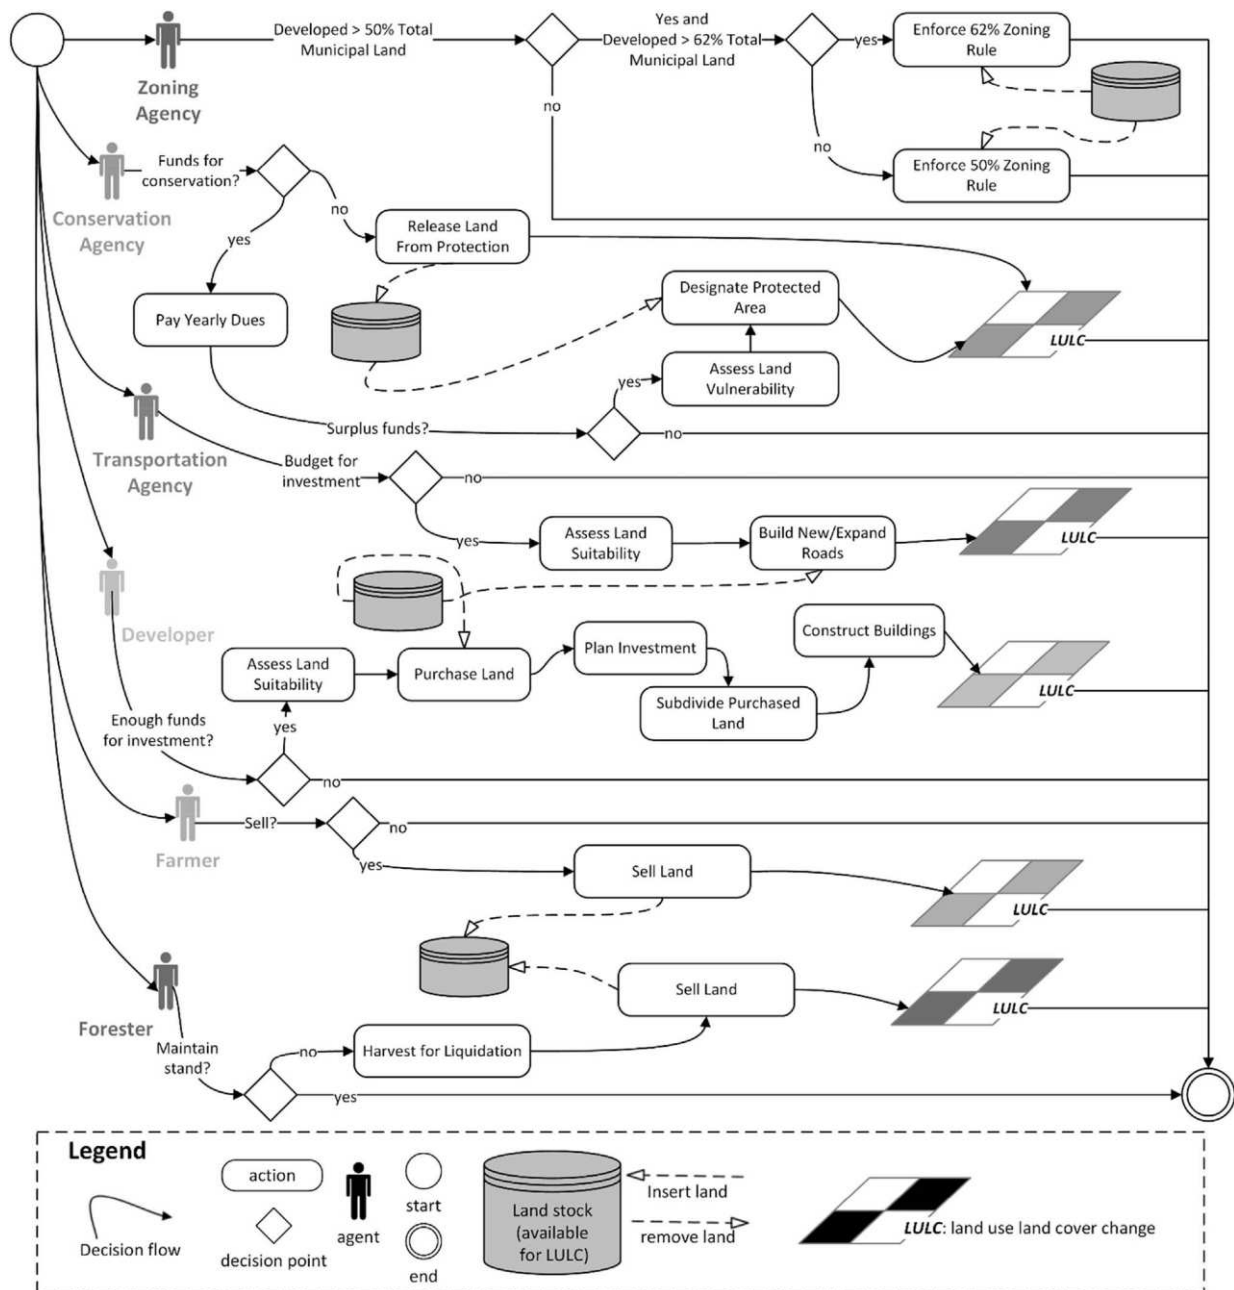 Developed > 50% Total
Municipal Land
Yes and
Developed > 62% Total
Municipal Land
yes
Enforce 62% Zoning
Rule
Zoning
Agency
no
no
Enforce 50% Zoning
Rule
Funds for
conservation?
Conservation
Agency
no
Release Land
From Protection
yes
Pay Yearly Dues
Designate Protected
Area
LULC
Assess Land
Vulnerability
yes
Surplus funds?
no
Transportation
Agency
Budget for
investment
no
yes
Assess Land
Suitability
Build New/Expand
Roads
LULC
Developer
Assess Land
Suitability
Purchase Land
Plan Investment
Construct Buildings
Subdivide Purchased
Land
LULC
Enough funds
for investment?
yes
no
Farmer
Sell?
no
yes
Sell Land
LULC
Sell Land
LULC
Forester
Maintain
stand?
no
Harvest for Liquidation
yes
Legend
Decision flow
action
decision point
agent
start
end
Land stock
(available
for LULC)
Insert land
remove land
LULC: land use land cover change